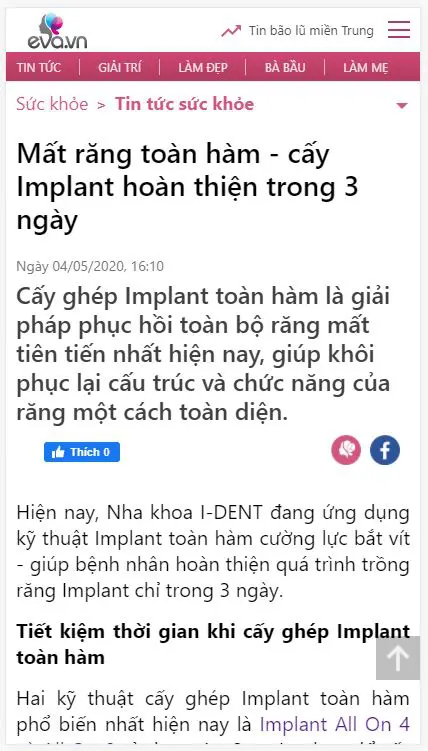 eva.vn
Tin bão lũ miền Trung
TIN TỨC
GIẢI TRÍ
LÀM ĐẸP
BÀ BẦU
LÀM MẸ
Sức khỏe > Tin tức sức khỏe
Mất răng toàn hàm - cấy
Implant hoàn thiện trong 3
ngày
Ngày 04/05/2020, 16:10
Cấy ghép Implant toàn hàm là giải
pháp phục hồi toàn bộ răng mất
tiên tiến nhất hiện nay, giúp khôi
phục lại cấu trúc và chức năng của
răng một cách toàn diện.
Thích 0
Hiện nay, Nha khoa I-DENT đang ứng dụng
kỹ thuật Implant toàn hàm cường lực bắt vít
- giúp bệnh nhân hoàn thiện quá trình trồng
răng Implant chỉ trong 3 ngày.
Tiết kiệm thời gian khi cấy ghép Implant
toàn hàm
Hai kỹ thuật cấy ghép Implant toàn hàm
phổ biến nhất hiện nay là Implant All On 4